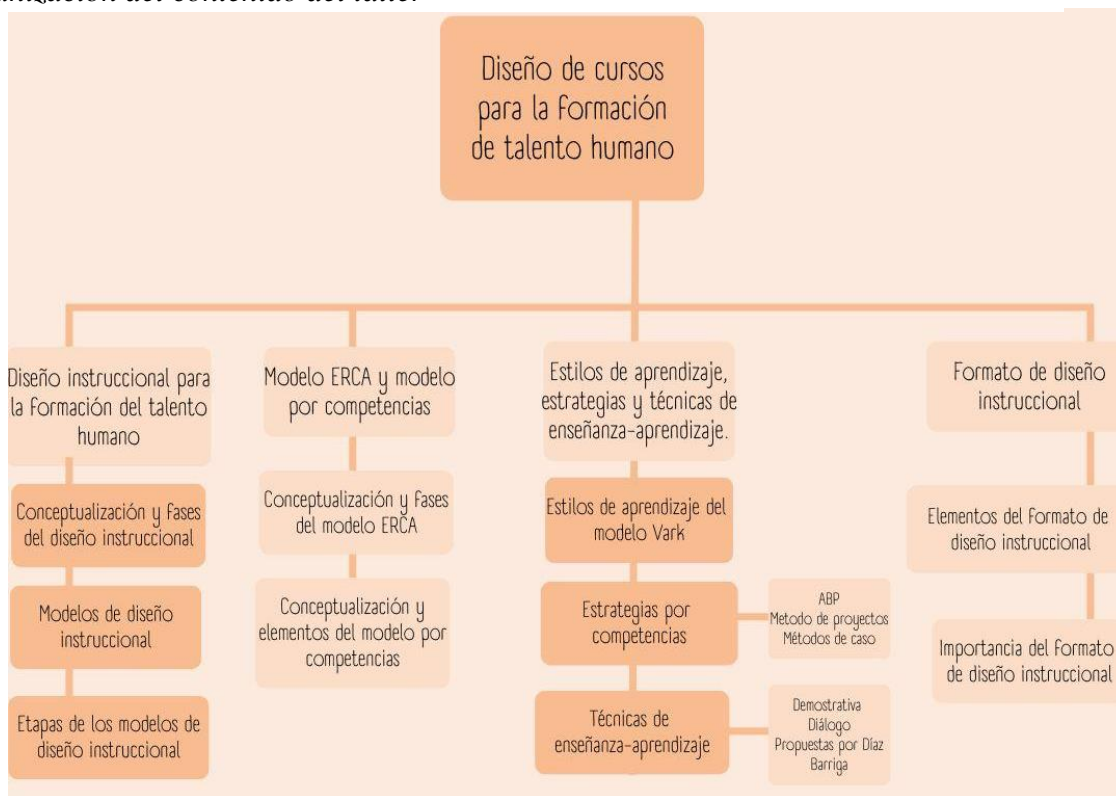 Diseño de cursos
para la formación
de talento humano
Diseño instruccional para
la formación del talento
humano
Conceptualización y fases
del diseño instruccional
Modelos de diseño
instruccional
Etapas de los modelos de
diseño instruccional
Modelo ERCA y modelo
por competencias
Conceptualización y fases
del modelo ERCA
Conceptualización y
elementos del modelo por
competencias
Estilos de aprendizaje,
estrategias y técnicas de
enseñanza-aprendizaje.
Estilos de aprendizaje del
modelo Vark
Estrategias por
competencias
ABP
Metodo de proyectos
Métodos de caso
Técnicas de
enseñanza-aprendizaje
Demostrativa
Diálogo
Propuestas por Díaz
Barriga
Formato de diseño
instruccional
Elementos del formato de
diseño instruccional
Importancia del formato
de diseño instruccional